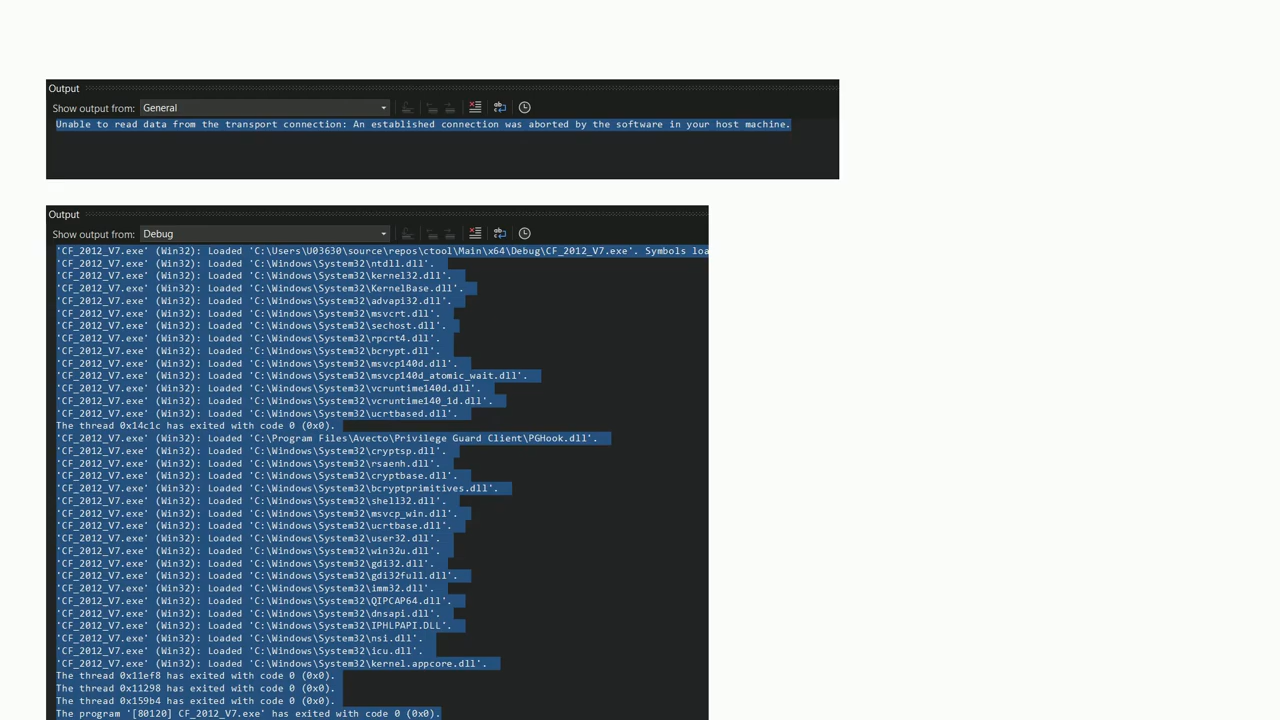 Output
Show output from: General
Unable to read data from the transport connection: An established connection was aborted by the software in your host machine.
Output
Show output from: Debug
'CF_2012_V7.exe' (Win32): Loaded 'C:\Users\U03630\source\repos\ctool\Main\x64\Debug\CF_2012_V7.exe'. Symbols loa
'CF_2012_V7.exe' (Win32): Loaded 'C:\Windows\System32\ntdll.dll'.
'CF_2012_V7.exe' (Win32): Loaded 'C:\Windows\System32\kernel32.dll'.
'CF_2012_V7.exe' (Win32): Loaded 'C:\Windows\System32\KernelBase.dll'.
'CF_2012_V7.exe' (Win32): Loaded 'C:\Windows\System32\advapi32.dll'.
'CF_2012_V7.exe' (Win32): Loaded 'C:\Windows\System32\msvcrt.dll'.
'CF_2012_V7.exe' (Win32): Loaded 'C:\Windows\System32\sechost.dll'.
'CF_2012_V7.exe' (Win32): Loaded 'C:\Windows\System32\rpcrt4.dll'.
'CF_2012_V7.exe' (Win32): Loaded 'C:\Windows\System32\bcrypt.dll'.
'CF_2012_V7.exe' (Win32): Loaded 'C:\Windows\System32\msvcp140d.dll'.
'CF_2012_V7.exe' (Win32): Loaded 'C:\Windows\System32\msvcp140d_atomic_wait.dll'.
'CF_2012_V7.exe' (Win32): Loaded 'C:\Windows\System32\vcruntime140d.dll'.
'CF_2012_V7.exe' (Win32): Loaded 'C:\Windows\System32\vcruntime140_1d.dll'.
'CF_2012_V7.exe' (Win32): Loaded 'C:\Windows\System32\ucrtbased.dll'.
The thread 0x14c1c has exited with code 0 (0x0).
'CF_2012_V7.exe' (Win32): Loaded 'C:\Program Files\Avecto\Privilege Guard Client\PGHook.dll'.
'CF_2012_V7.exe' (Win32): Loaded 'C:\Windows\System32\cryptsp.dll'.
'CF_2012_V7.exe' (Win32): Loaded 'C:\Windows\System32\rsaenh.dll'.
'CF_2012_V7.exe' (Win32): Loaded 'C:\Windows\System32\cryptbase.dll'.
'CF_2012_V7.exe' (Win32): Loaded 'C:\Windows\System32\bcryptprimitives.dll'.
'CF_2012_V7.exe' (Win32): Loaded 'C:\Windows\System32\shell32.dll'.
'CF_2012_V7.exe' (Win32): Loaded 'C:\Windows\System32\msvcp_win.dll'.
'CF_2012_V7.exe' (Win32): Loaded 'C:\Windows\System32\ucrtbase.dll'.
'CF_2012_V7.exe' (Win32): Loaded 'C:\Windows\System32\user32.dll'.
'CF_2012_V7.exe' (Win32): Loaded 'C:\Windows\System32\win32u.dll'.
'CF_2012_V7.exe' (Win32): Loaded 'C:\Windows\System32\gdi32.dll'.
'CF_2012_V7.exe' (Win32): Loaded 'C:\Windows\System32\gdi32full.dll'.
'CF_2012_V7.exe' (Win32): Loaded 'C:\Windows\System32\imm32.dll'.
'CF_2012_V7.exe' (Win32): Loaded 'C:\Windows\System32\QIPCAP64.dll'.
'CF_2012_V7.exe' (Win32): Loaded 'C:\Windows\System32\dnsapi.dll'.
'CF_2012_V7.exe' (Win32): Loaded 'C:\Windows\System32\IPHLPAPI.DLL'.
'CF_2012_V7.exe' (Win32): Loaded 'C:\Windows\System32\nsi.dll'.
'CF_2012_V7.exe' (Win32): Loaded 'C:\Windows\System32\icu.dll'.
'CF_2012_V7.exe' (Win32): Loaded 'C:\Windows\System32\kernel.appcore.dll'.
The thread 0x11ef8 has exited with code 0 (0x0).
The thread 0x11298 has exited with code 0 (0x0).
The thread 0x159b4 has exited with code 0 (0x0).
The program '[80120] CF_2012_V7.exe' has exited with code 0 (0x0).